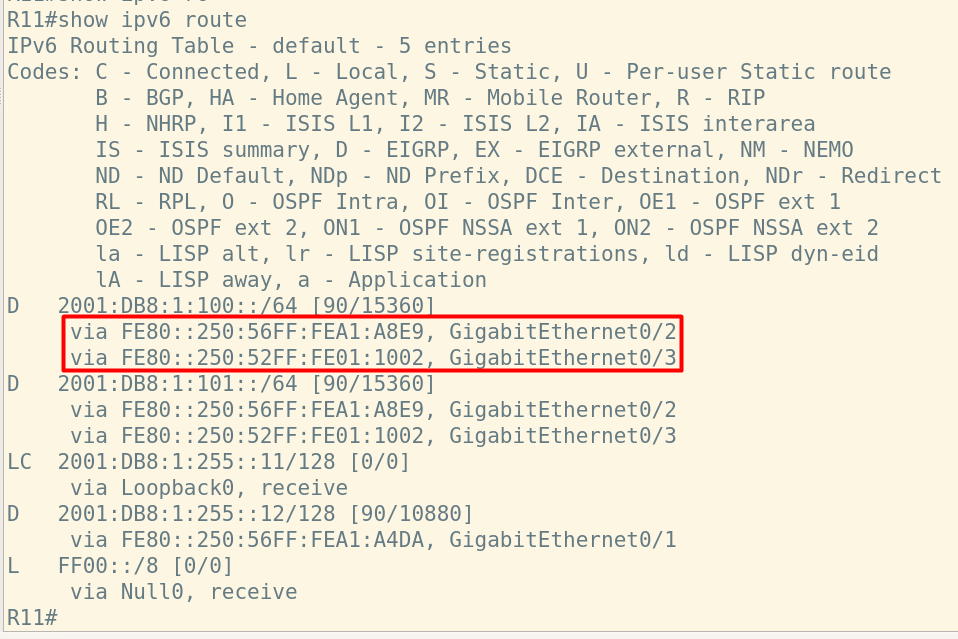 R11#show ipv6 route
IPv6 Routing Table - default - 5 entries
Codes: C - Connected, L - Local, S - Static, U - Per-user Static route
       B - BGP, HA - Home Agent, MR - Mobile Router, R - RIP
       H - NHRP, I1 - ISIS L1, I2 - ISIS L2, IA - ISIS interarea
       IS - ISIS summary, D - EIGRP, EX - EIGRP external, NM - NEMO
       ND - ND Default, NDp - ND Prefix, DCE - Destination, NDr - Redirect
       RL - RPL, O - OSPF Intra, OI - OSPF Inter, OE1 - OSPF ext 1
       OE2 - OSPF ext 2, ON1 - OSPF NSSA ext 1, ON2 - OSPF NSSA ext 2
       la - LISP alt, lr - LISP site-registrations, ld - LISP dyn-eid
       lA - LISP away, a - Application
D   2001:DB8:1:100::/64 [90/15360]
     via FE80::250:56FF:FEA1:A8E9, GigabitEthernet0/2
     via FE80::250:52FF:FE01:1002, GigabitEthernet0/3
D   2001:DB8:1:101::/64 [90/15360]
     via FE80::250:56FF:FEA1:A8E9, GigabitEthernet0/2
     via FE80::250:52FF:FE01:1002, GigabitEthernet0/3
LC  2001:DB8:1:255::11/128 [0/0]
     via Loopback0, receive
D   2001:DB8:1:255::12/128 [90/10880]
     via FE80::250:56FF:FEA1:A4DA, GigabitEthernet0/1
L   FF00::/8 [0/0]
     via Null0, receive
R11#